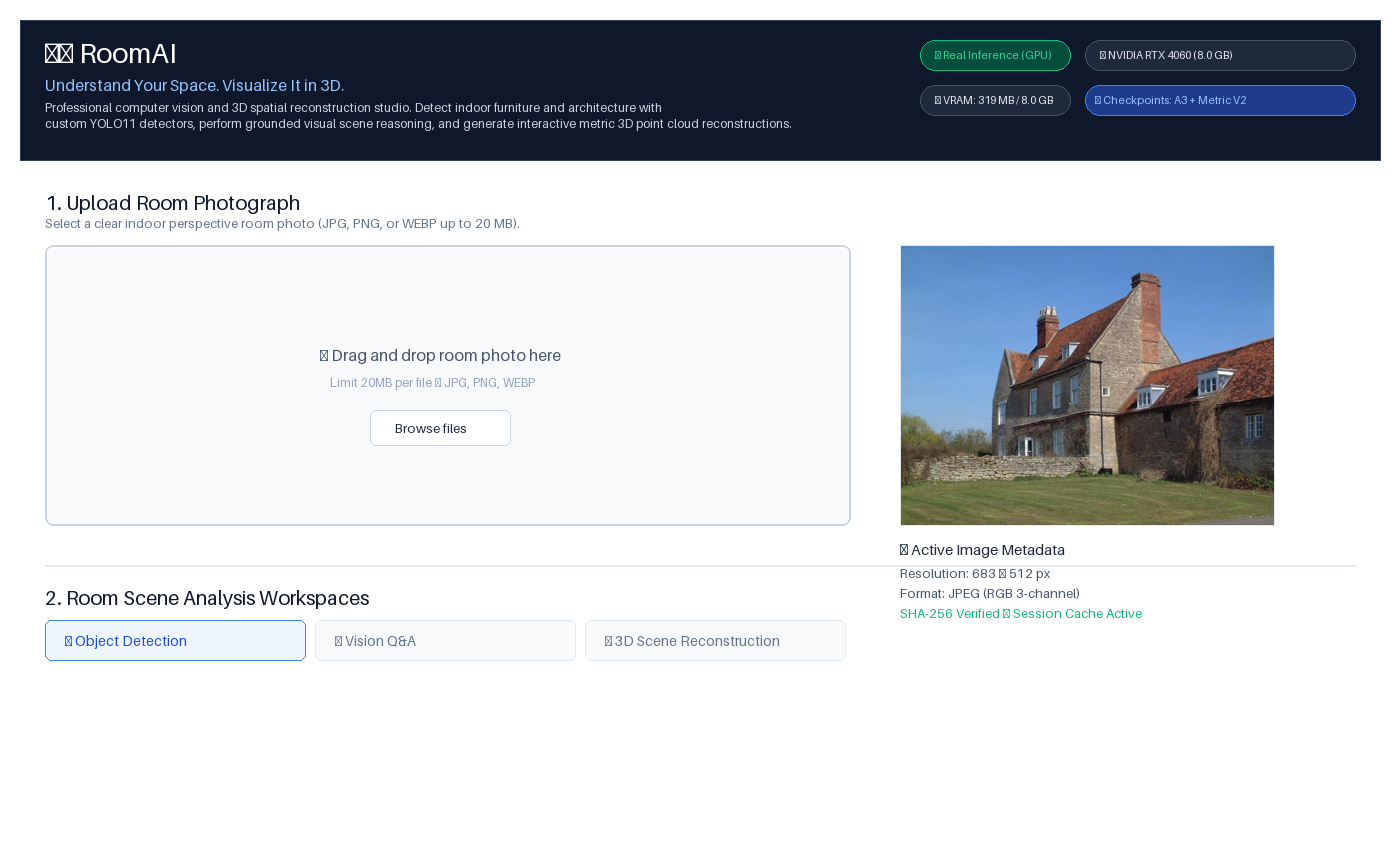 RoomAI
Understand Your Space. Visualize It in 3D.
Professional computer vision and 3D spatial reconstruction studio. Detect indoor furniture and architecture with
custom YOLO11 detectors, perform grounded visual scene reasoning, and generate interactive metric 3D point cloud reconstructions.
Real Inference (GPU)
NVIDIA RTX 4060 (8.0 GB)
VRAM: 319 MB / 8.0 GB
Checkpoints: A3 + Metric V2
1. Upload Room Photograph
Select a clear indoor perspective room photo (JPG, PNG, or WEBP up to 20 MB).
Drag and drop room photo here
Limit 20MB per file JPG, PNG, WEBP
Browse files
Active Image Metadata
Resolution: 683 512 px
Format: JPEG (RGB 3-channel)
SHA-256 Verified Session Cache Active
2. Room Scene Analysis Workspaces
Object Detection
Vision Q&A
3D Scene Reconstruction